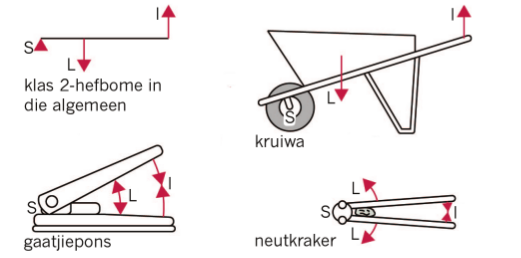 I
S
L
klas 2-hefbome in
die algemeen
I
L
S
kruiwa
I
L
S
gaatjiepons
L
S
I
L
neutkraker